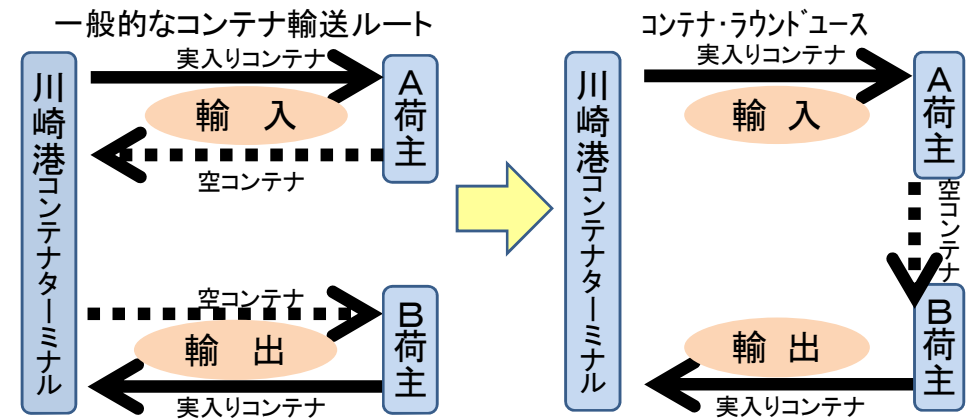 一般的なコンテナ輸送ルート
実入りコンテナ
川崎港コンテナターミナル
A荷主
輸 入
空コンテナ
空コンテナ
B荷主
輸 出
実入りコンテナ
コンテナ・ラウンドユース
実入りコンテナ
川崎港コンテナターミナル
A荷主
輸 入
空コンテナ
B荷主
輸 出
実入りコンテナ